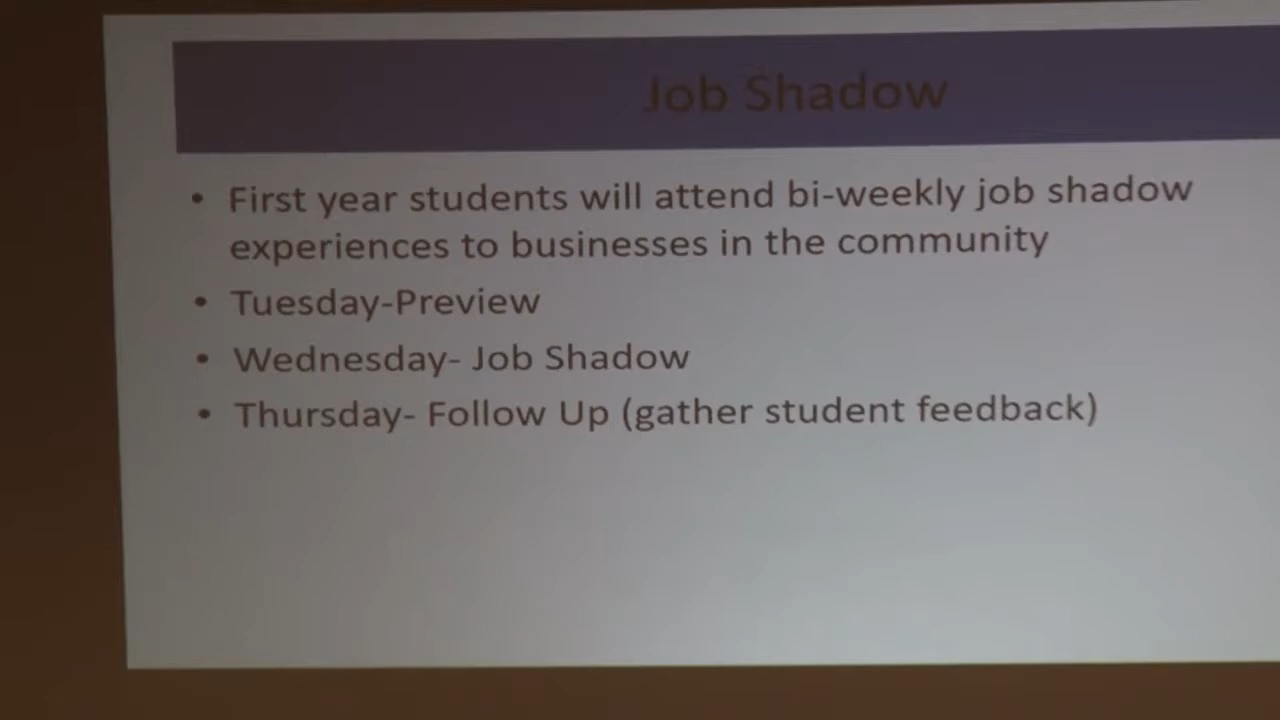 Job Shadow
• First year students will attend bi-weekly job shadow
experiences to businesses in the community
• Tuesday-Preview
• Wednesday- Job Shadow
• Thursday- Follow Up (gather student feedback)